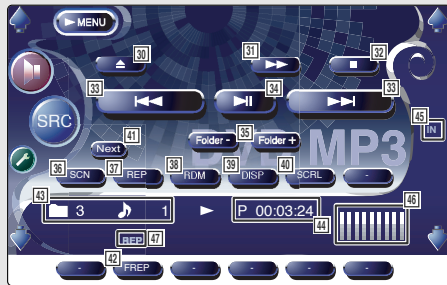 ►MENU
30
31
32
33
34
33
SRC
45
IN
41
Next
Folder -
35
Folder +
MP3
36
37
38
39
40
SCN
REP
RDM
DISP
SCRL
-
43
3
1
P 00:03:24
44
46
REP
47
42
-
FREP
-
-
-
-